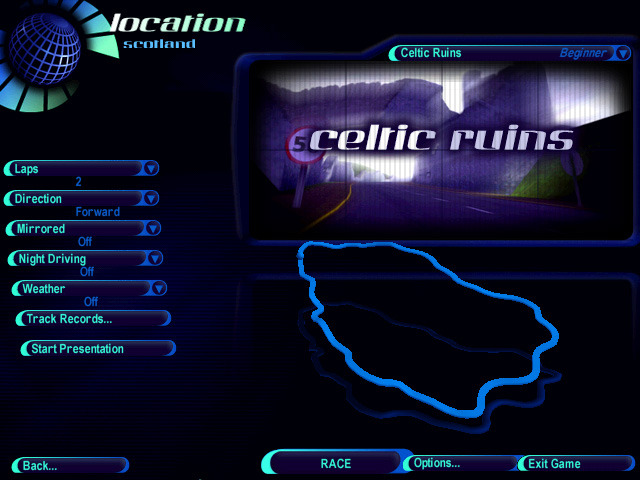 location
scotland
Celtic Ruins Beginner
5
celtic ruins
Laps
2
Direction
Forward
Mirrored
Off
Night Driving
Off
Weather
Off
Track Records...
Start Presentation
Back...
RACE
Options...
Exit Game